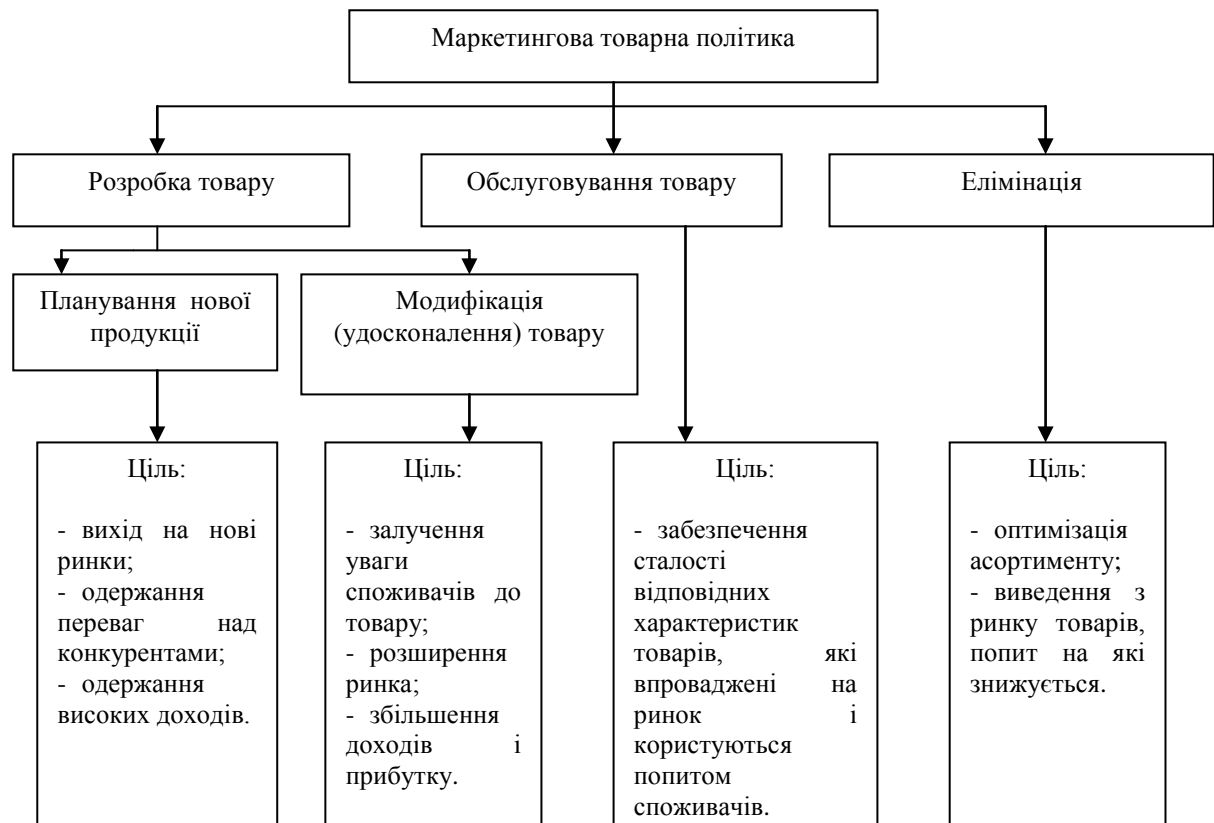 Маркетингова товарна політика
Розробка товару
Обслуговування товару
Елімінація
Планування нової
продукції
Модифікація
(удосконалення) товару
Ціль:
- вихід на нові
ринки;
- одержання
переваг над
конкурентами;
- одержання
високих доходів.
Ціль:
- залучення
уваги
споживачів до
товару;
- розширення
ринка;
- збільшення
доходів і
прибутку.
Ціль:
- забезпечення
сталості
відповідних
характеристик
товарів, які
впроваджені на
ринок і
користуються
попитом
споживачів.
Ціль:
- оптимізація
асортименту;
- виведення з
ринку товарів,
попит на які
знижується.